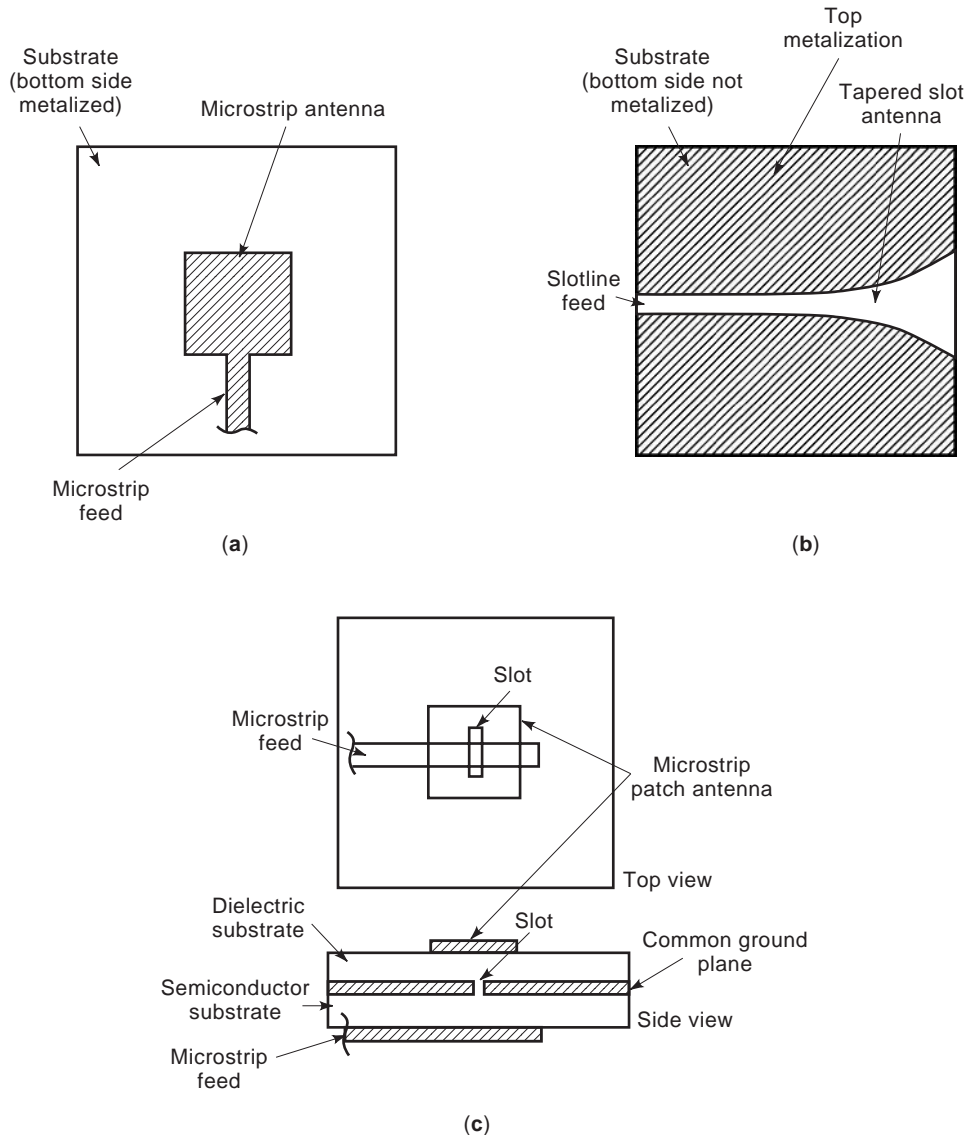 Substrate
(bottom side
metalized)
Microstrip antenna
Microstrip
feed
(a)
Top
metalization
Substrate
(bottom side not
metalized)
Tapered slot
antenna
Slotline
feed
(b)
Slot
Microstrip
feed
Microstrip
patch antenna
Top view
Dielectric
substrate
Slot
Common ground
plane
Semiconductor
substrate
Side view
Microstrip
feed
(c)